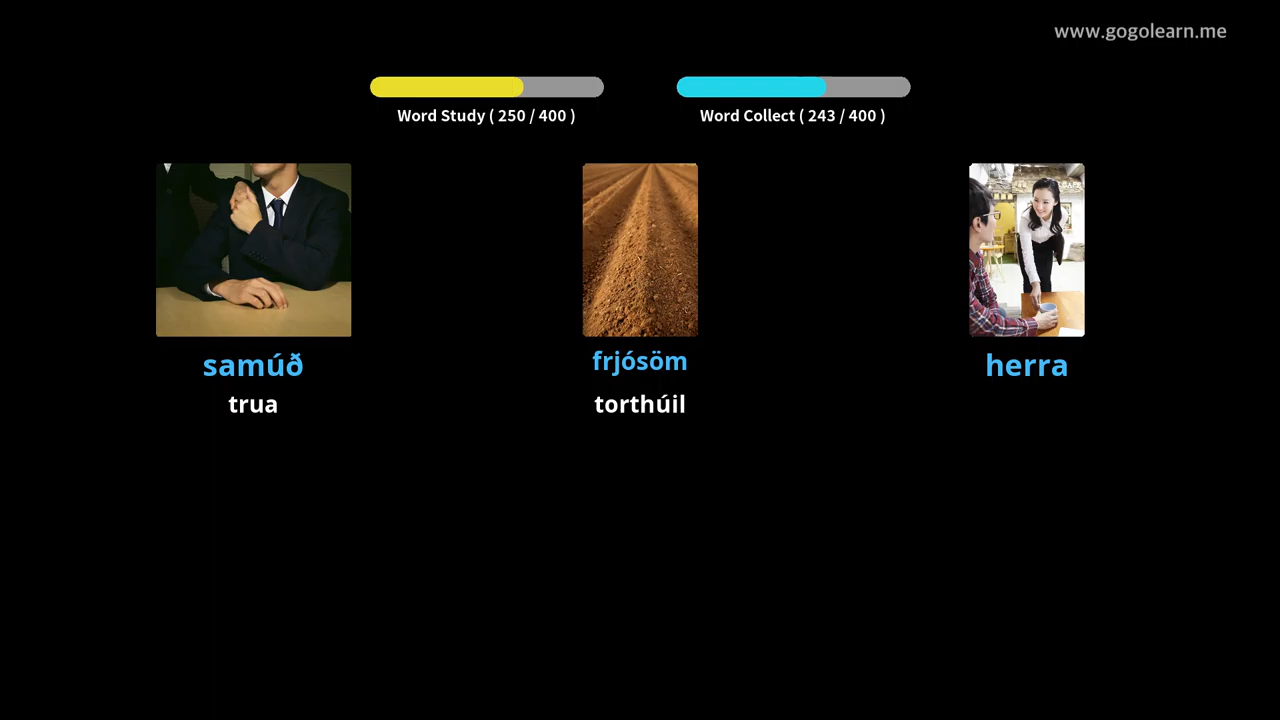 www.gogolearn.me
Word Study ( 250 / 400 )
Word Collect ( 243 / 400 )
samúð
frjósöm
herra
trua
torthúil